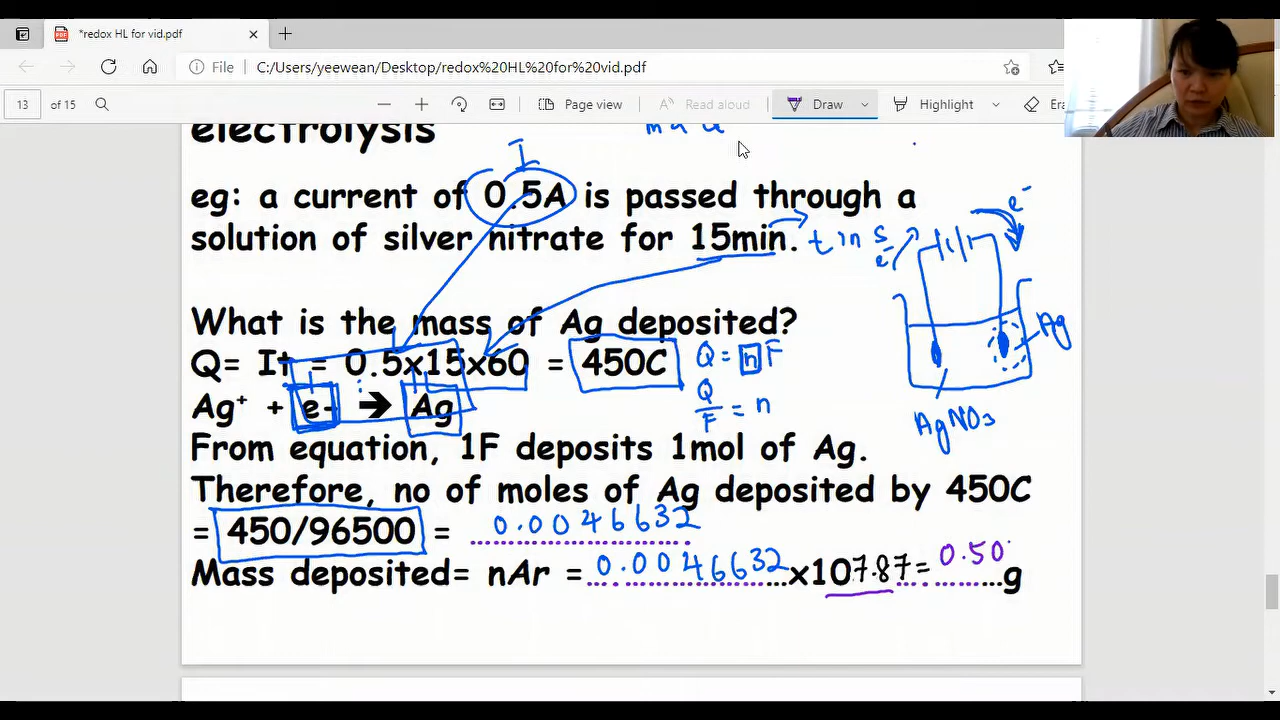 *redox HL for vid.pdf
File C:/Users/yeewean/Desktop/redox%20HL%20for%20vid.pdf
13 of 15 Page view Read aloud Draw Highlight Era
electrolysis
I
eg: a current of 0.5A is passed through a
solution of silver nitrate for 15min. t in s
e⁻
e⁻
What is the mass of Ag deposited?
Q= It = 0.5x15x60 = 450C Q = n F
Ag
Ag⁺ + e- ➔ Ag Q/F = n
AgNO₃
From equation, 1F deposits 1mol of Ag.
Therefore, no of moles of Ag deposited by 450C
= 450/96500 = 0.0046632
Mass deposited= nAr = 0.0046632...x107.87= 0.50...g